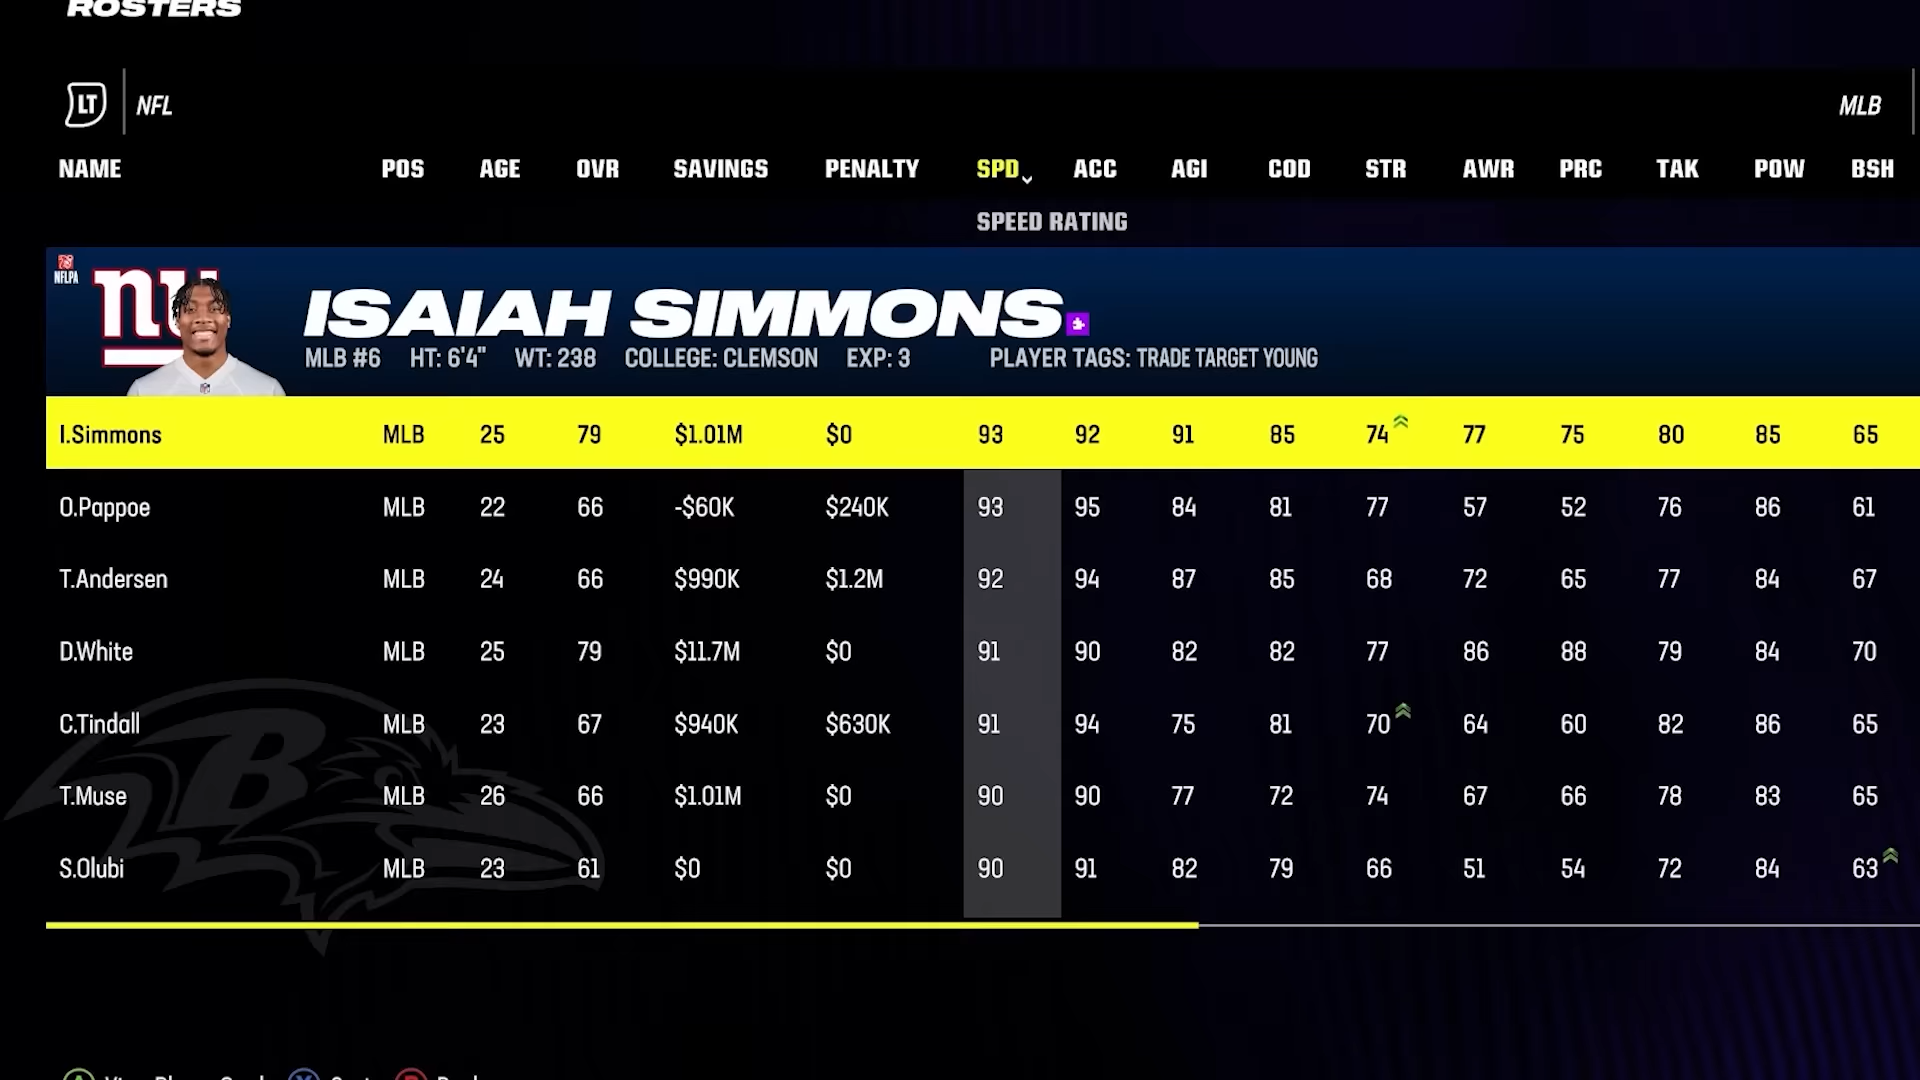 ROSTERS
LT NFL MLB
NAME POS AGE OVR SAVINGS PENALTY SPD ACC AGI COD STR AWR PRC TAK POW BSH
SPEED RATING
NFLPA ny
ISAIAH SIMMONS
MLB #6 HT: 6'4" WT: 238 COLLEGE: CLEMSON EXP: 3 PLAYER TAGS: TRADE TARGET YOUNG
I.Simmons MLB 25 79 $1.01M $0 93 92 91 85 74 77 75 80 85 65
O.Pappoe MLB 22 66 -$60K $240K 93 95 84 81 77 57 52 76 86 61
T.Andersen MLB 24 66 $990K $1.2M 92 94 87 85 68 72 65 77 84 67
D.White MLB 25 79 $11.7M $0 91 90 82 82 77 86 88 79 84 70
C.Tindall MLB 23 67 $940K $630K 91 94 75 81 70 64 60 82 86 65
T.Muse MLB 26 66 $1.01M $0 90 90 77 72 74 67 66 78 83 65
S.Olubi MLB 23 61 $0 $0 90 91 82 79 66 51 54 72 84 63
B